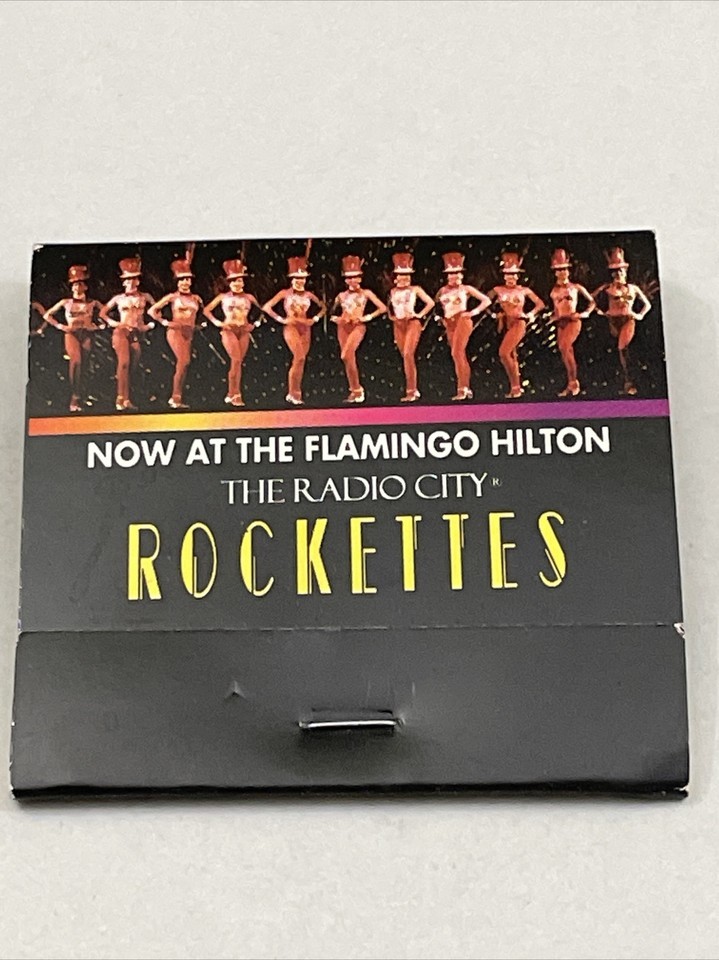 NOW AT THE FLAMINGO HILTON
THE RADIO CITY®
ROCKETTES